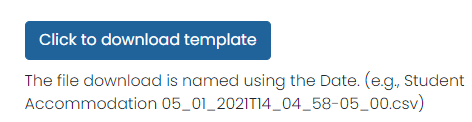 Click to download template
The file download is named using the Date. (e.g., Student
Accommodation 05_01_2021T14_04_58-05_00.csv)